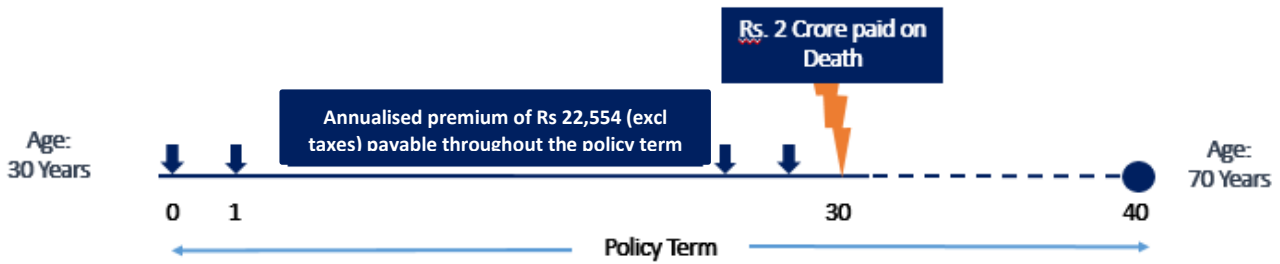 Rs. 2 Crore paid on
Death
Annualised premium of Rs 22,554 (excl
taxes) payable throughout the policy term
Age:
30 Years
Age:
70 Years
0 1 30 40
Policy Term